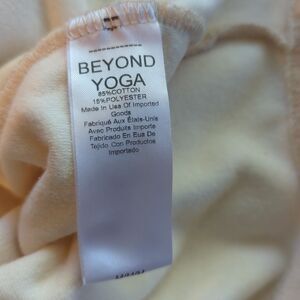 BEYOND
YOGA
85%COTTON
15%POLYESTER
Made In Usa Of Imported
Goods
Fabriqué Aux États-Unis
Avec Produits Importe
Fabricado En Eua De
Tejido Con Productos
Importado